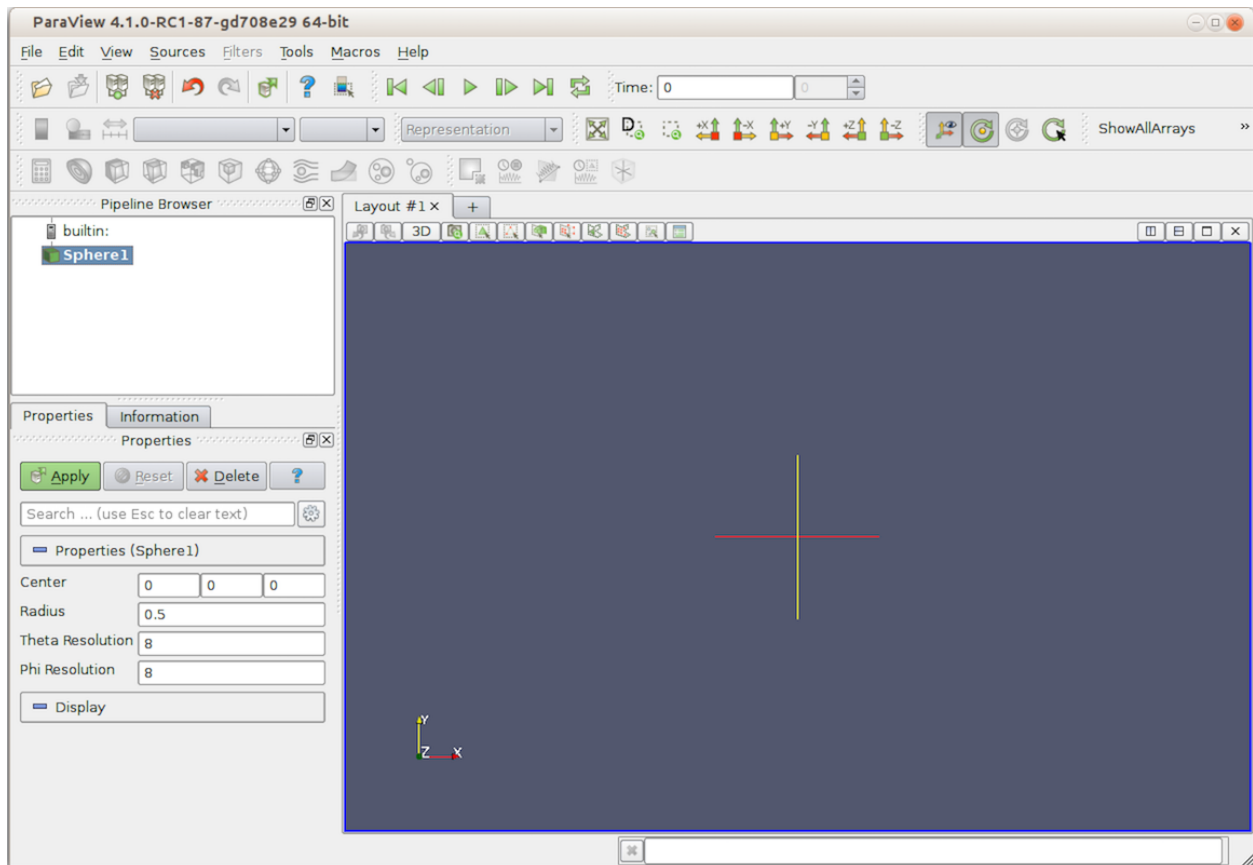 ParaView 4.1.0-RC1-87-gd708e29 64-bit
File Edit View Sources Filters Tools Macros Help
Time: 0 0
Representation
D +X -X +Y -Y +Z -Z ShowAllArrays »
Pipeline Browser
Layout #1 × +
builtin:
3D
Sphere1
Properties Information
Properties
Apply Reset Delete ?
Search ... (use Esc to clear text)
Properties (Sphere1)
Center 0 0 0
Radius 0.5
Theta Resolution 8
Phi Resolution 8
Display
Y
Z X